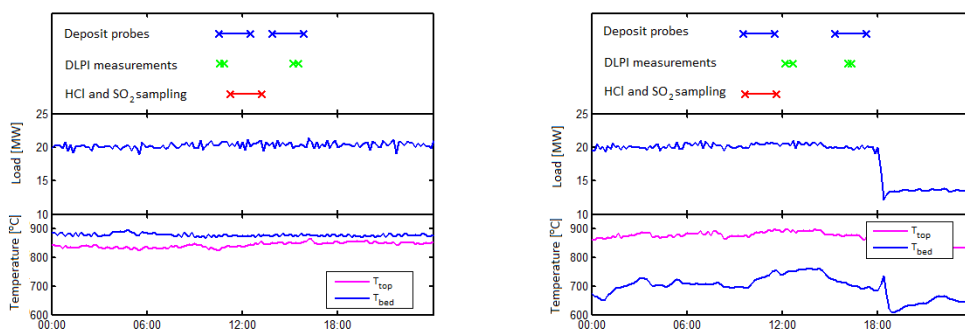 Deposit probes
DLPI measurements
HCl and SO2 sampling
25
20
15
10
Load [MW]
900
800
700
600
Temperature [°C]
Ttop
Tbed
00:00 06:00 12:00 18:00
Deposit probes
DLPI measurements
HCl and SO2 sampling
25
20
15
10
Load [MW]
900
800
700
600
Temperature [°C]
Ttop
Tbed
00:00 06:00 12:00 18:00